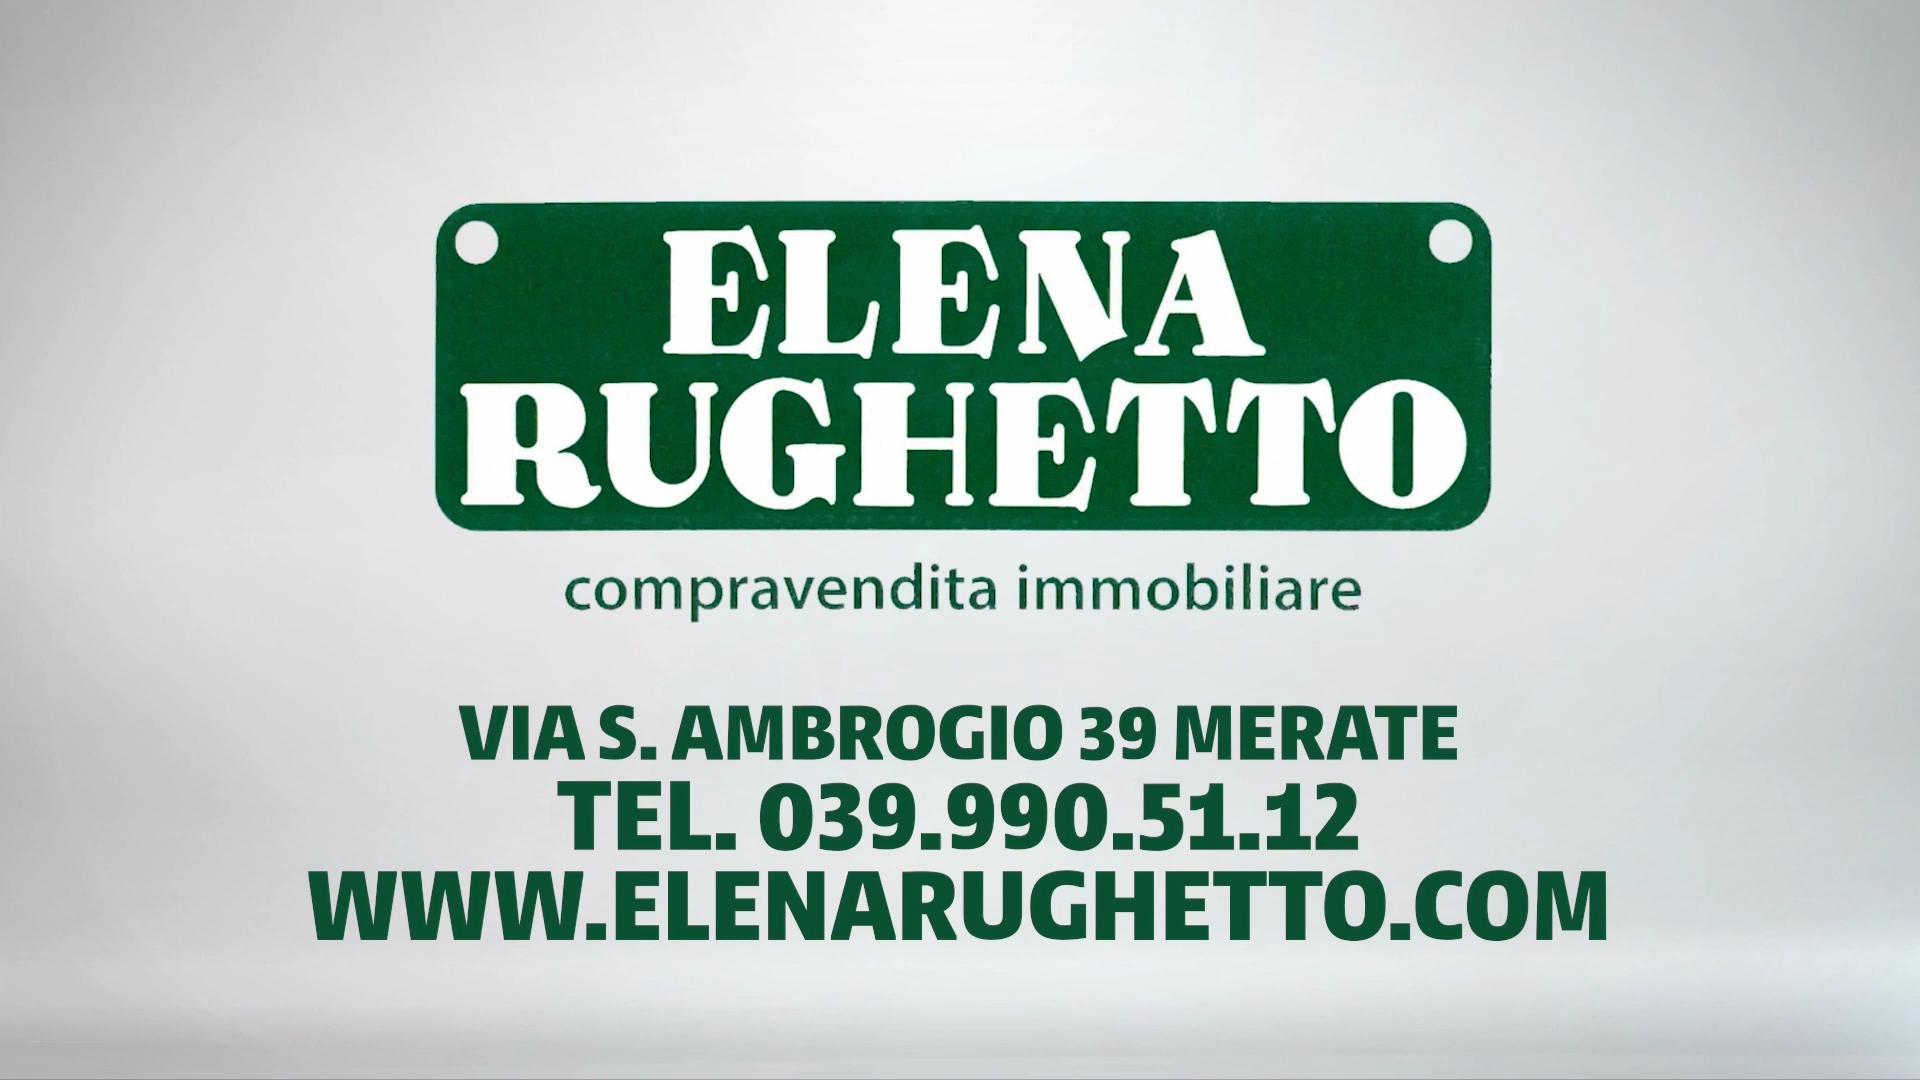 ELENA
RUGHETTO
compravendita immobiliare
VIA S. AMBROGIO 39 MERATE
TEL. 039.990.51.12
WWW.ELENARUGHETTO.COM